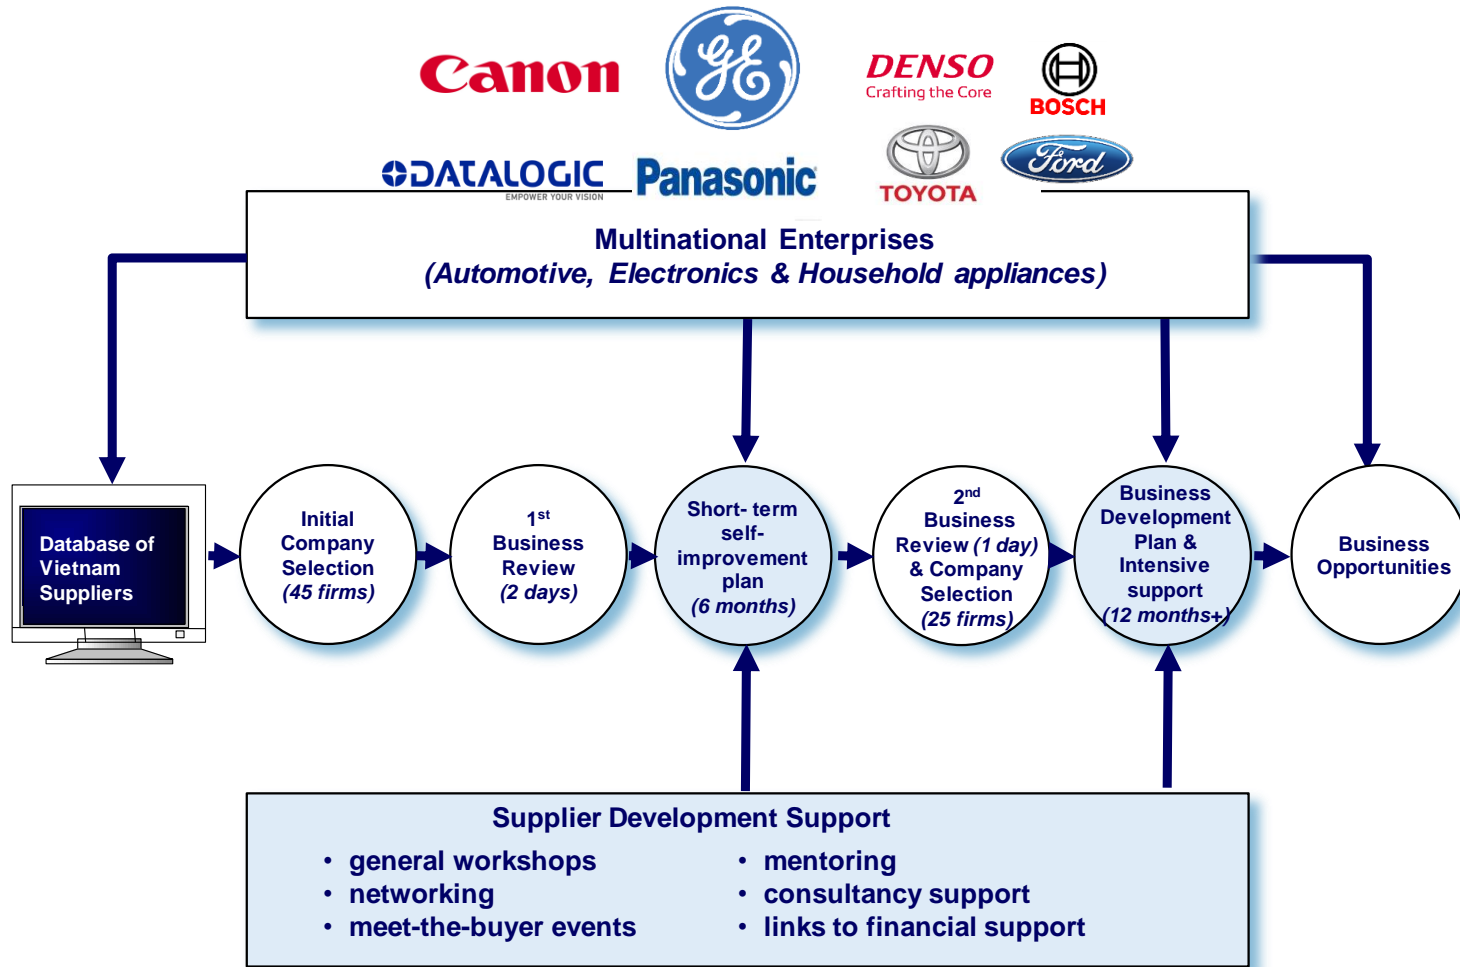 Canon
GE
DENSO
Crafting the Core
BOSCH
DATALOGIC
EMPOWER YOUR VISION
Panasonic
TOYOTA
Ford
Multinational Enterprises
(Automotive, Electronics & Household appliances)
Database of
Vietnam
Suppliers
Initial
Company
Selection
(45 firms)
1st
Business
Review
(2 days)
Short- term
self-
improvement
plan
(6 months)
2nd
Business
Review (1 day)
& Company
Selection
(25 firms)
Business
Development
Plan &
Intensive
support
(12 months+)
Business
Opportunities
Supplier Development Support
• general workshops
• networking
• meet-the-buyer events
• mentoring
• consultancy support
• links to financial support